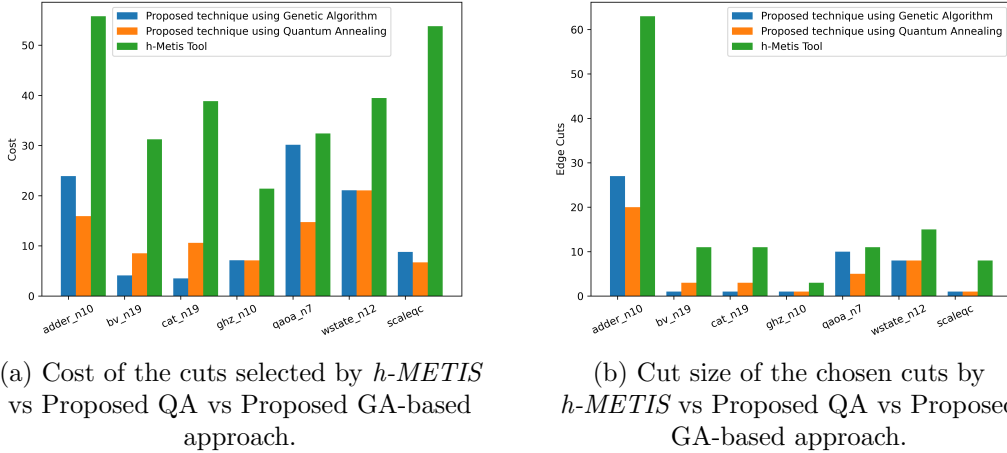 Proposed technique using Genetic Algorithm
Proposed technique using Quantum Annealing
h-Metis Tool
Cost
50
40
30
20
10
0
adder_n10
bv_n19
cat_n19
ghz_n10
qaoa_n7
wstate_n12
scaleqc
(a) Cost of the cuts selected by h-METIS
vs Proposed QA vs Proposed GA-based
approach.
Proposed technique using Genetic Algorithm
Proposed technique using Quantum Annealing
h-Metis Tool
Edge Cuts
60
50
40
30
20
10
0
adder_n10
bv_n19
cat_n19
ghz_n10
qaoa_n7
wstate_n12
scaleqc
(b) Cut size of the chosen cuts by
h-METIS vs Proposed QA vs Proposed
GA-based approach.